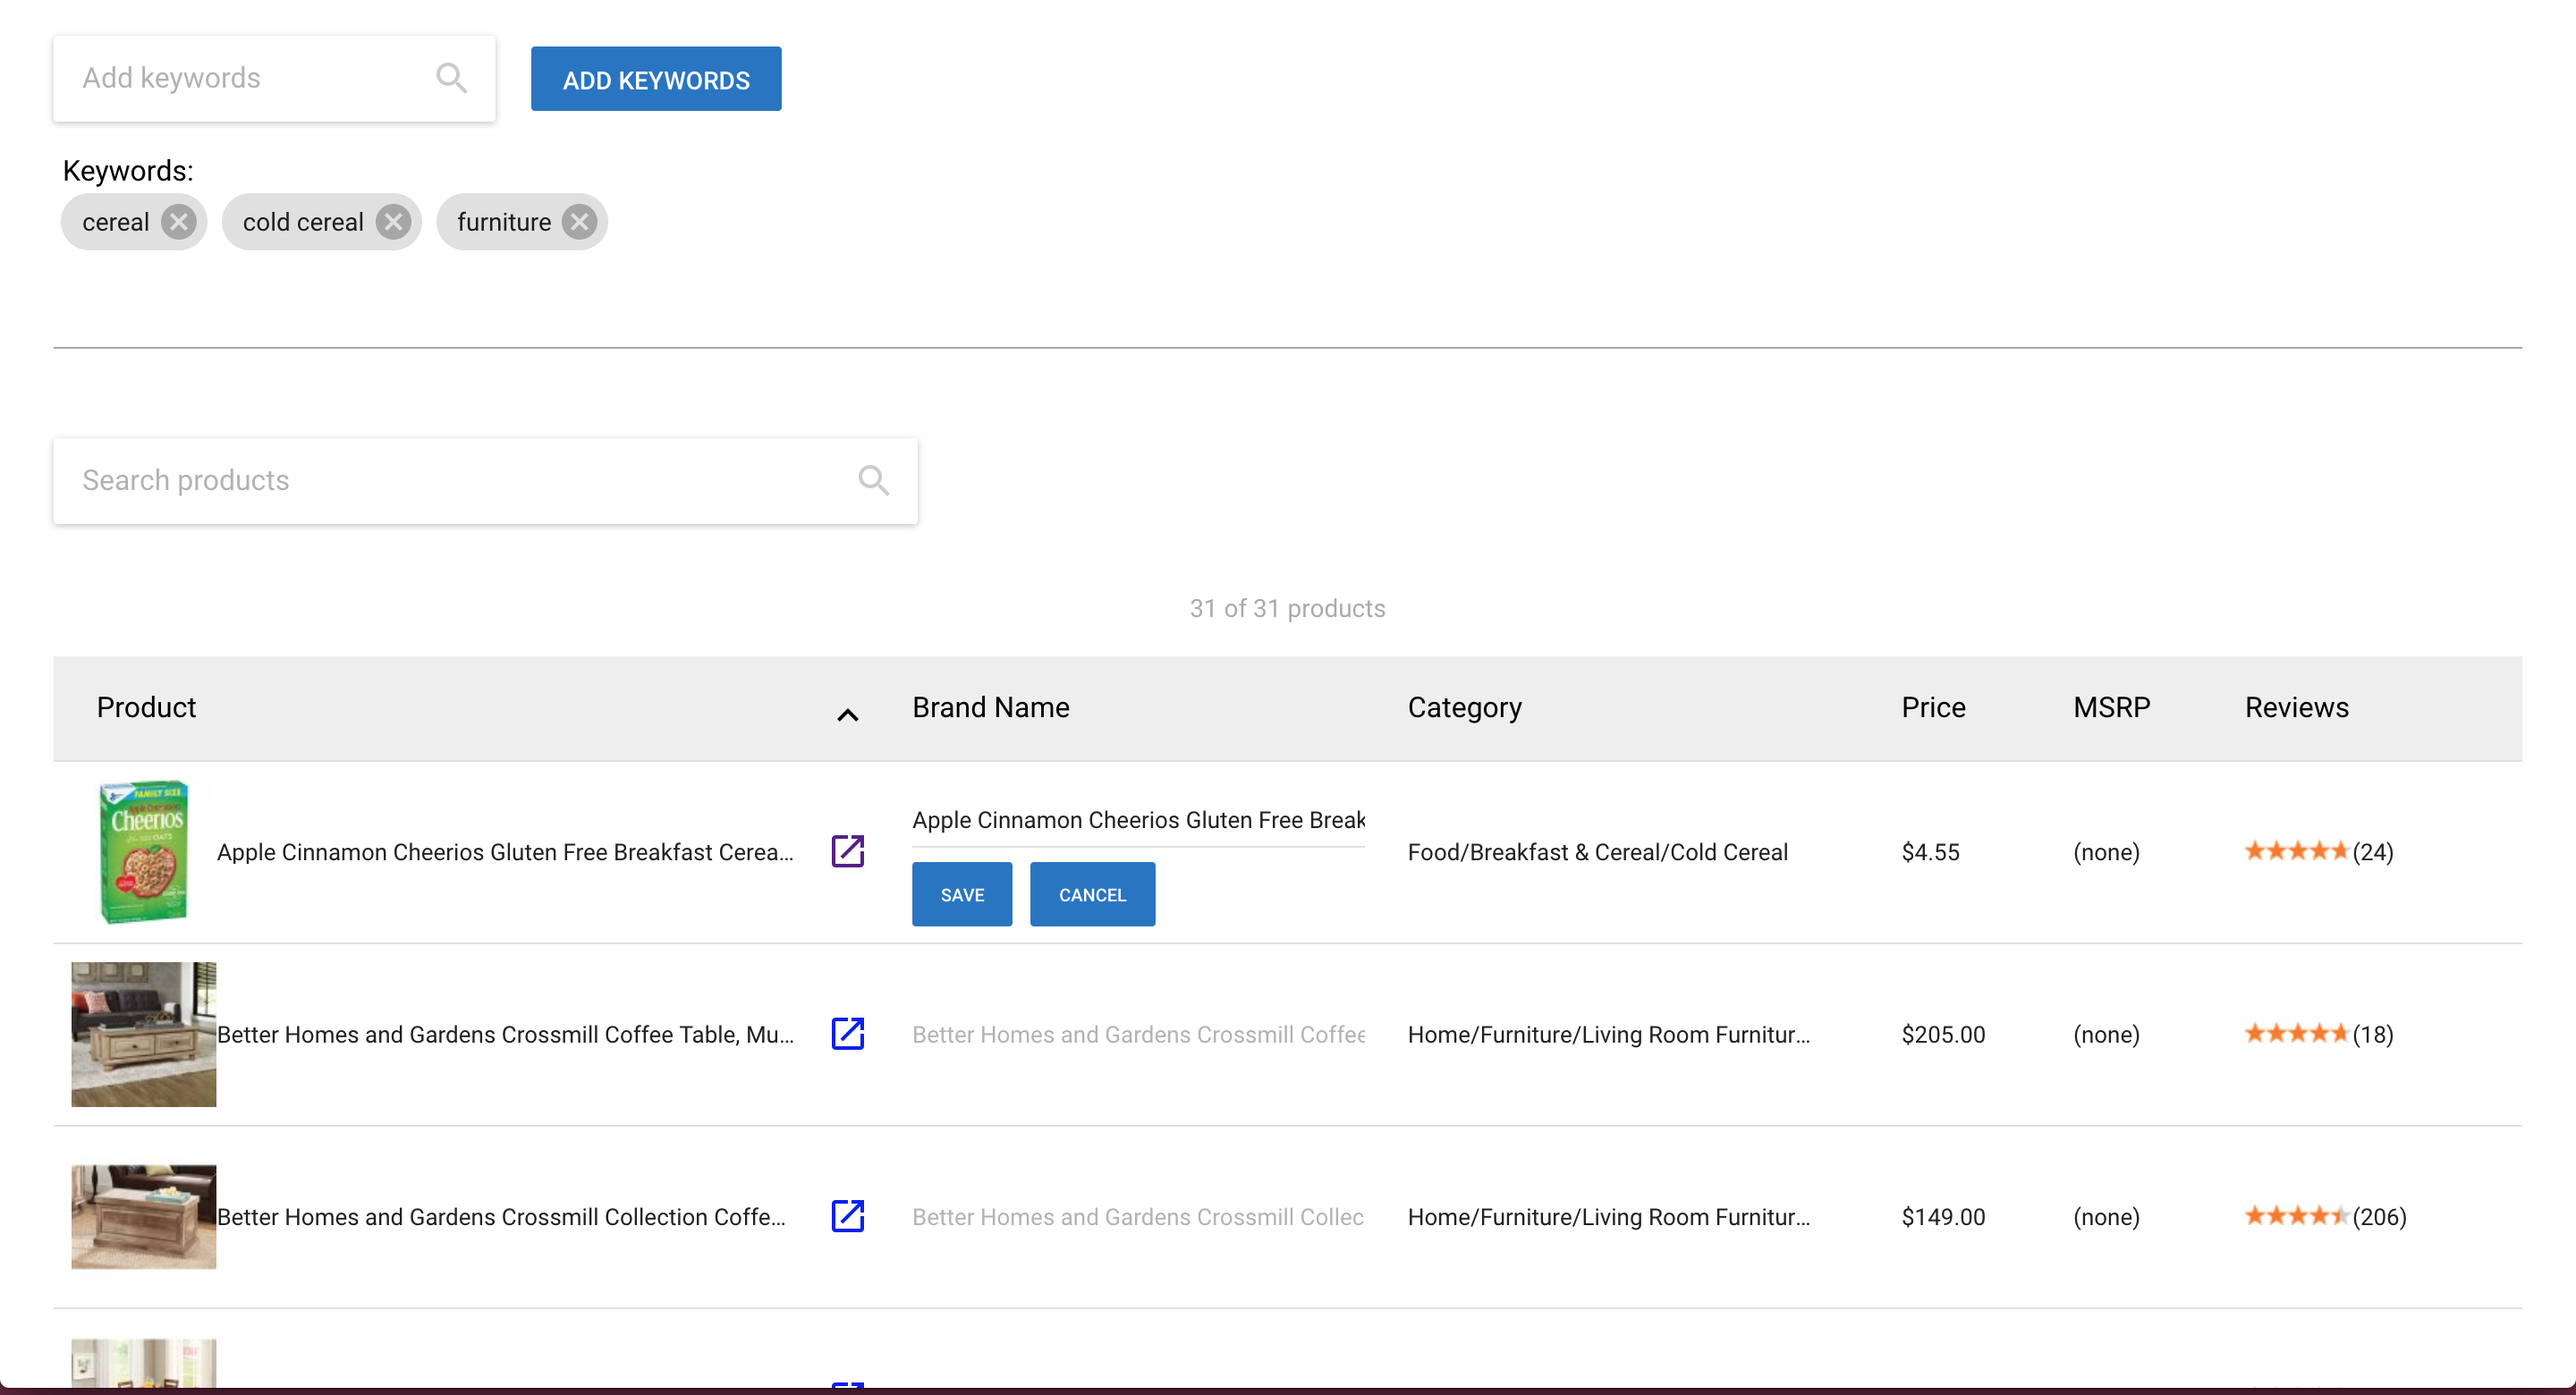 Add keywords
ADD KEYWORDS
Keywords:
cereal
cold cereal
furniture
Search products
31 of 31 products
Product
Brand Name
Category
Price
MSRP
Reviews
FAMILY SIZE
Cheerios
Apple Cinnamon Cheerios Gluten Free Breakfast Cerea...
Apple Cinnamon Cheerios Gluten Free Break
SAVE
CANCEL
Food/Breakfast & Cereal/Cold Cereal
$4.55
(none)
(24)
Better Homes and Gardens Crossmill Coffee Table, Mu...
Better Homes and Gardens Crossmill Coffee
Home/Furniture/Living Room Furnitur...
$205.00
(none)
(18)
Better Homes and Gardens Crossmill Collection Coffe...
Better Homes and Gardens Crossmill Collec
Home/Furniture/Living Room Furnitur...
$149.00
(none)
(206)